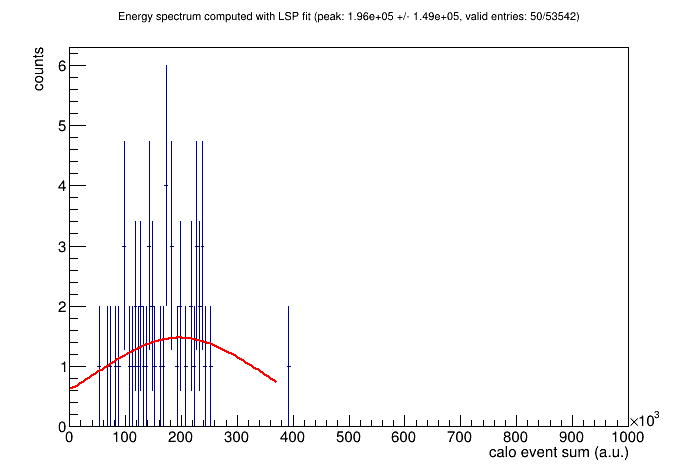 Energy spectrum computed with LSP fit (peak: 1.96e+05 +/- 1.49e+05, valid entries: 50/53542)
counts
6
5
4
3
2
1
0
0 100 200 300 400 500 600 700 800 900 1000
×10³
calo event sum (a.u.)